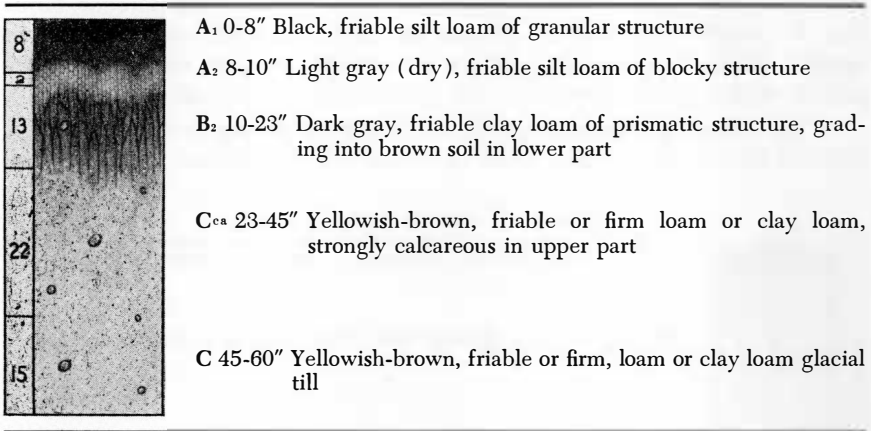 8"
2
13
22
15
A₁ 0-8″ Black, friable silt loam of granular structure
A₂ 8-10″ Light gray (dry), friable silt loam of blocky structure
B₂ 10-23″ Dark gray, friable clay loam of prismatic structure, grad-
ing into brown soil in lower part
Cca 23-45″ Yellowish-brown, friable or firm loam or clay loam,
strongly calcareous in upper part
C 45-60″ Yellowish-brown, friable or firm, loam or clay loam glacial
till